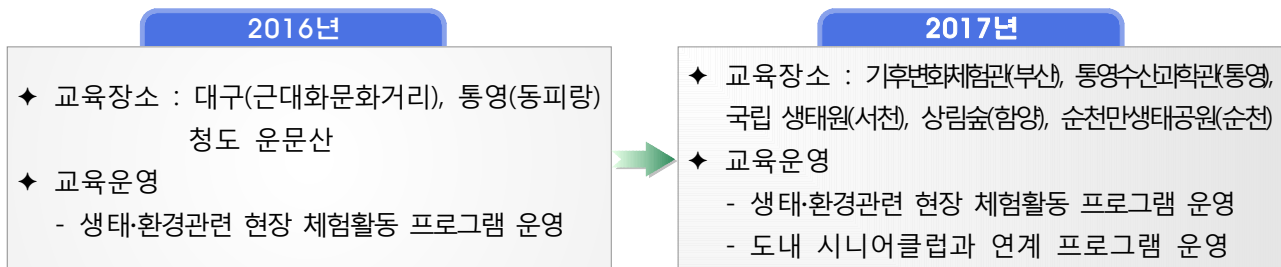 2016년
✦ 교육장소 : 대구(근대화문화거리), 통영(동피랑)
청도 운문산
✦ 교육운영
- 생태·환경관련 현장 체험활동 프로그램 운영
2017년
✦ 교육장소 : 기후변화체험관(부산), 통영수산과학관(통영),
국립 생태원(서천), 상림숲(함양), 순천만생태공원(순천)
✦ 교육운영
- 생태·환경관련 현장 체험활동 프로그램 운영
- 도내 시니어클럽과 연계 프로그램 운영